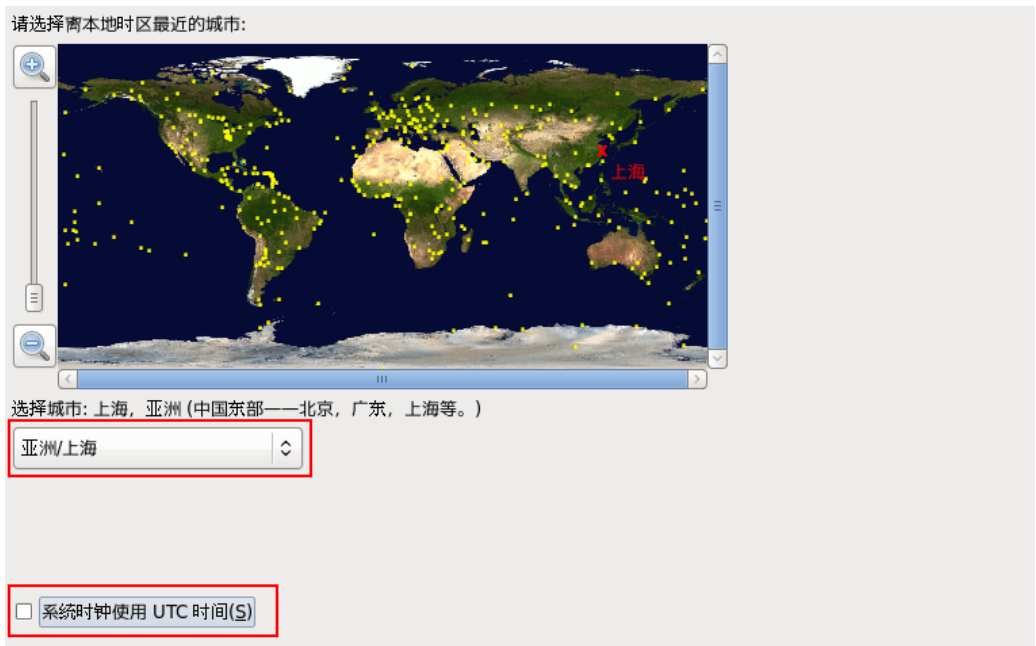 请选择离本地时区最近的城市:
上海
选择城市: 上海, 亚洲 (中国东部——北京, 广东, 上海等。)
亚洲/上海
系统时钟使用 UTC 时间(S)